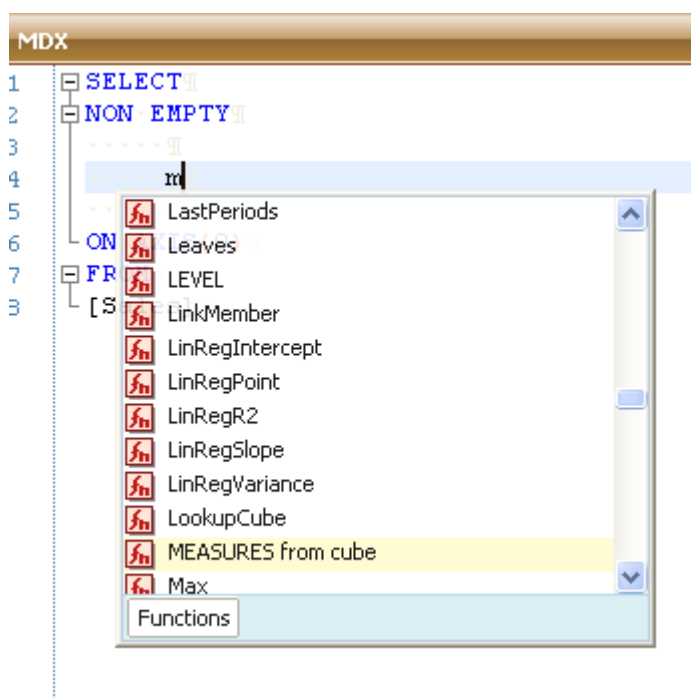 MDX
1 SELECT¶
2 NON·EMPTY¶
3 ·····¶
4 m
5
6 ON
7 FR
8 [S
LastPeriods
Leaves
LEVEL
LinkMember
LinRegIntercept
LinRegPoint
LinRegR2
LinRegSlope
LinRegVariance
LookupCube
MEASURES from cube
Max
Functions